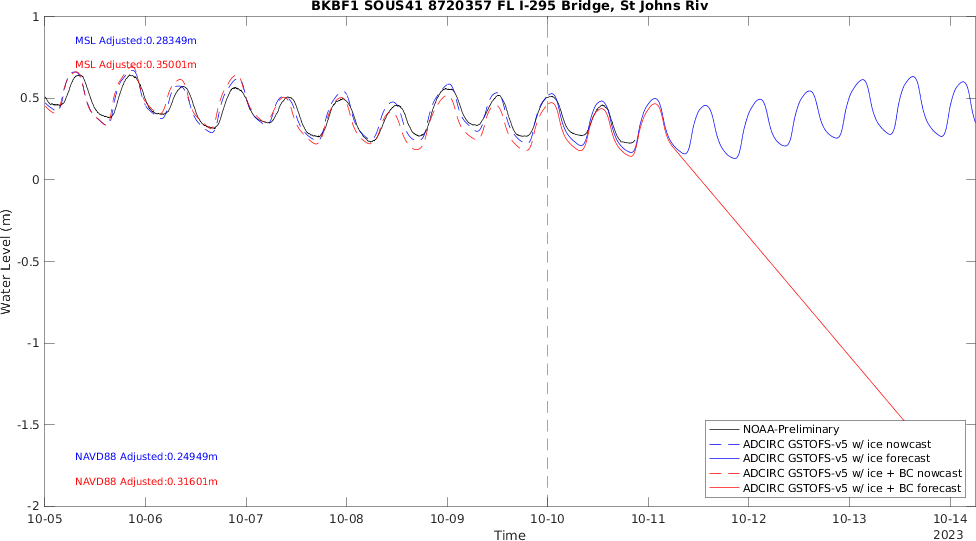 BKBF1 SOUS41 8720357 FL I-295 Bridge, St Johns Riv
MSL Adjusted:0.28349m
MSL Adjusted:0.35001m
NAVD88 Adjusted:0.24949m
NAVD88 Adjusted:0.31601m
Water Level (m)
1
0.5
0
-0.5
-1
-1.5
-2
NOAA-Preliminary
ADCIRC GSTOFS-v5 w/ ice nowcast
ADCIRC GSTOFS-v5 w/ ice forecast
ADCIRC GSTOFS-v5 w/ ice + BC nowcast
ADCIRC GSTOFS-v5 w/ ice + BC forecast
10-05 10-06 10-07 10-08 10-09 10-10 10-11 10-12 10-13 10-14
2023
Time